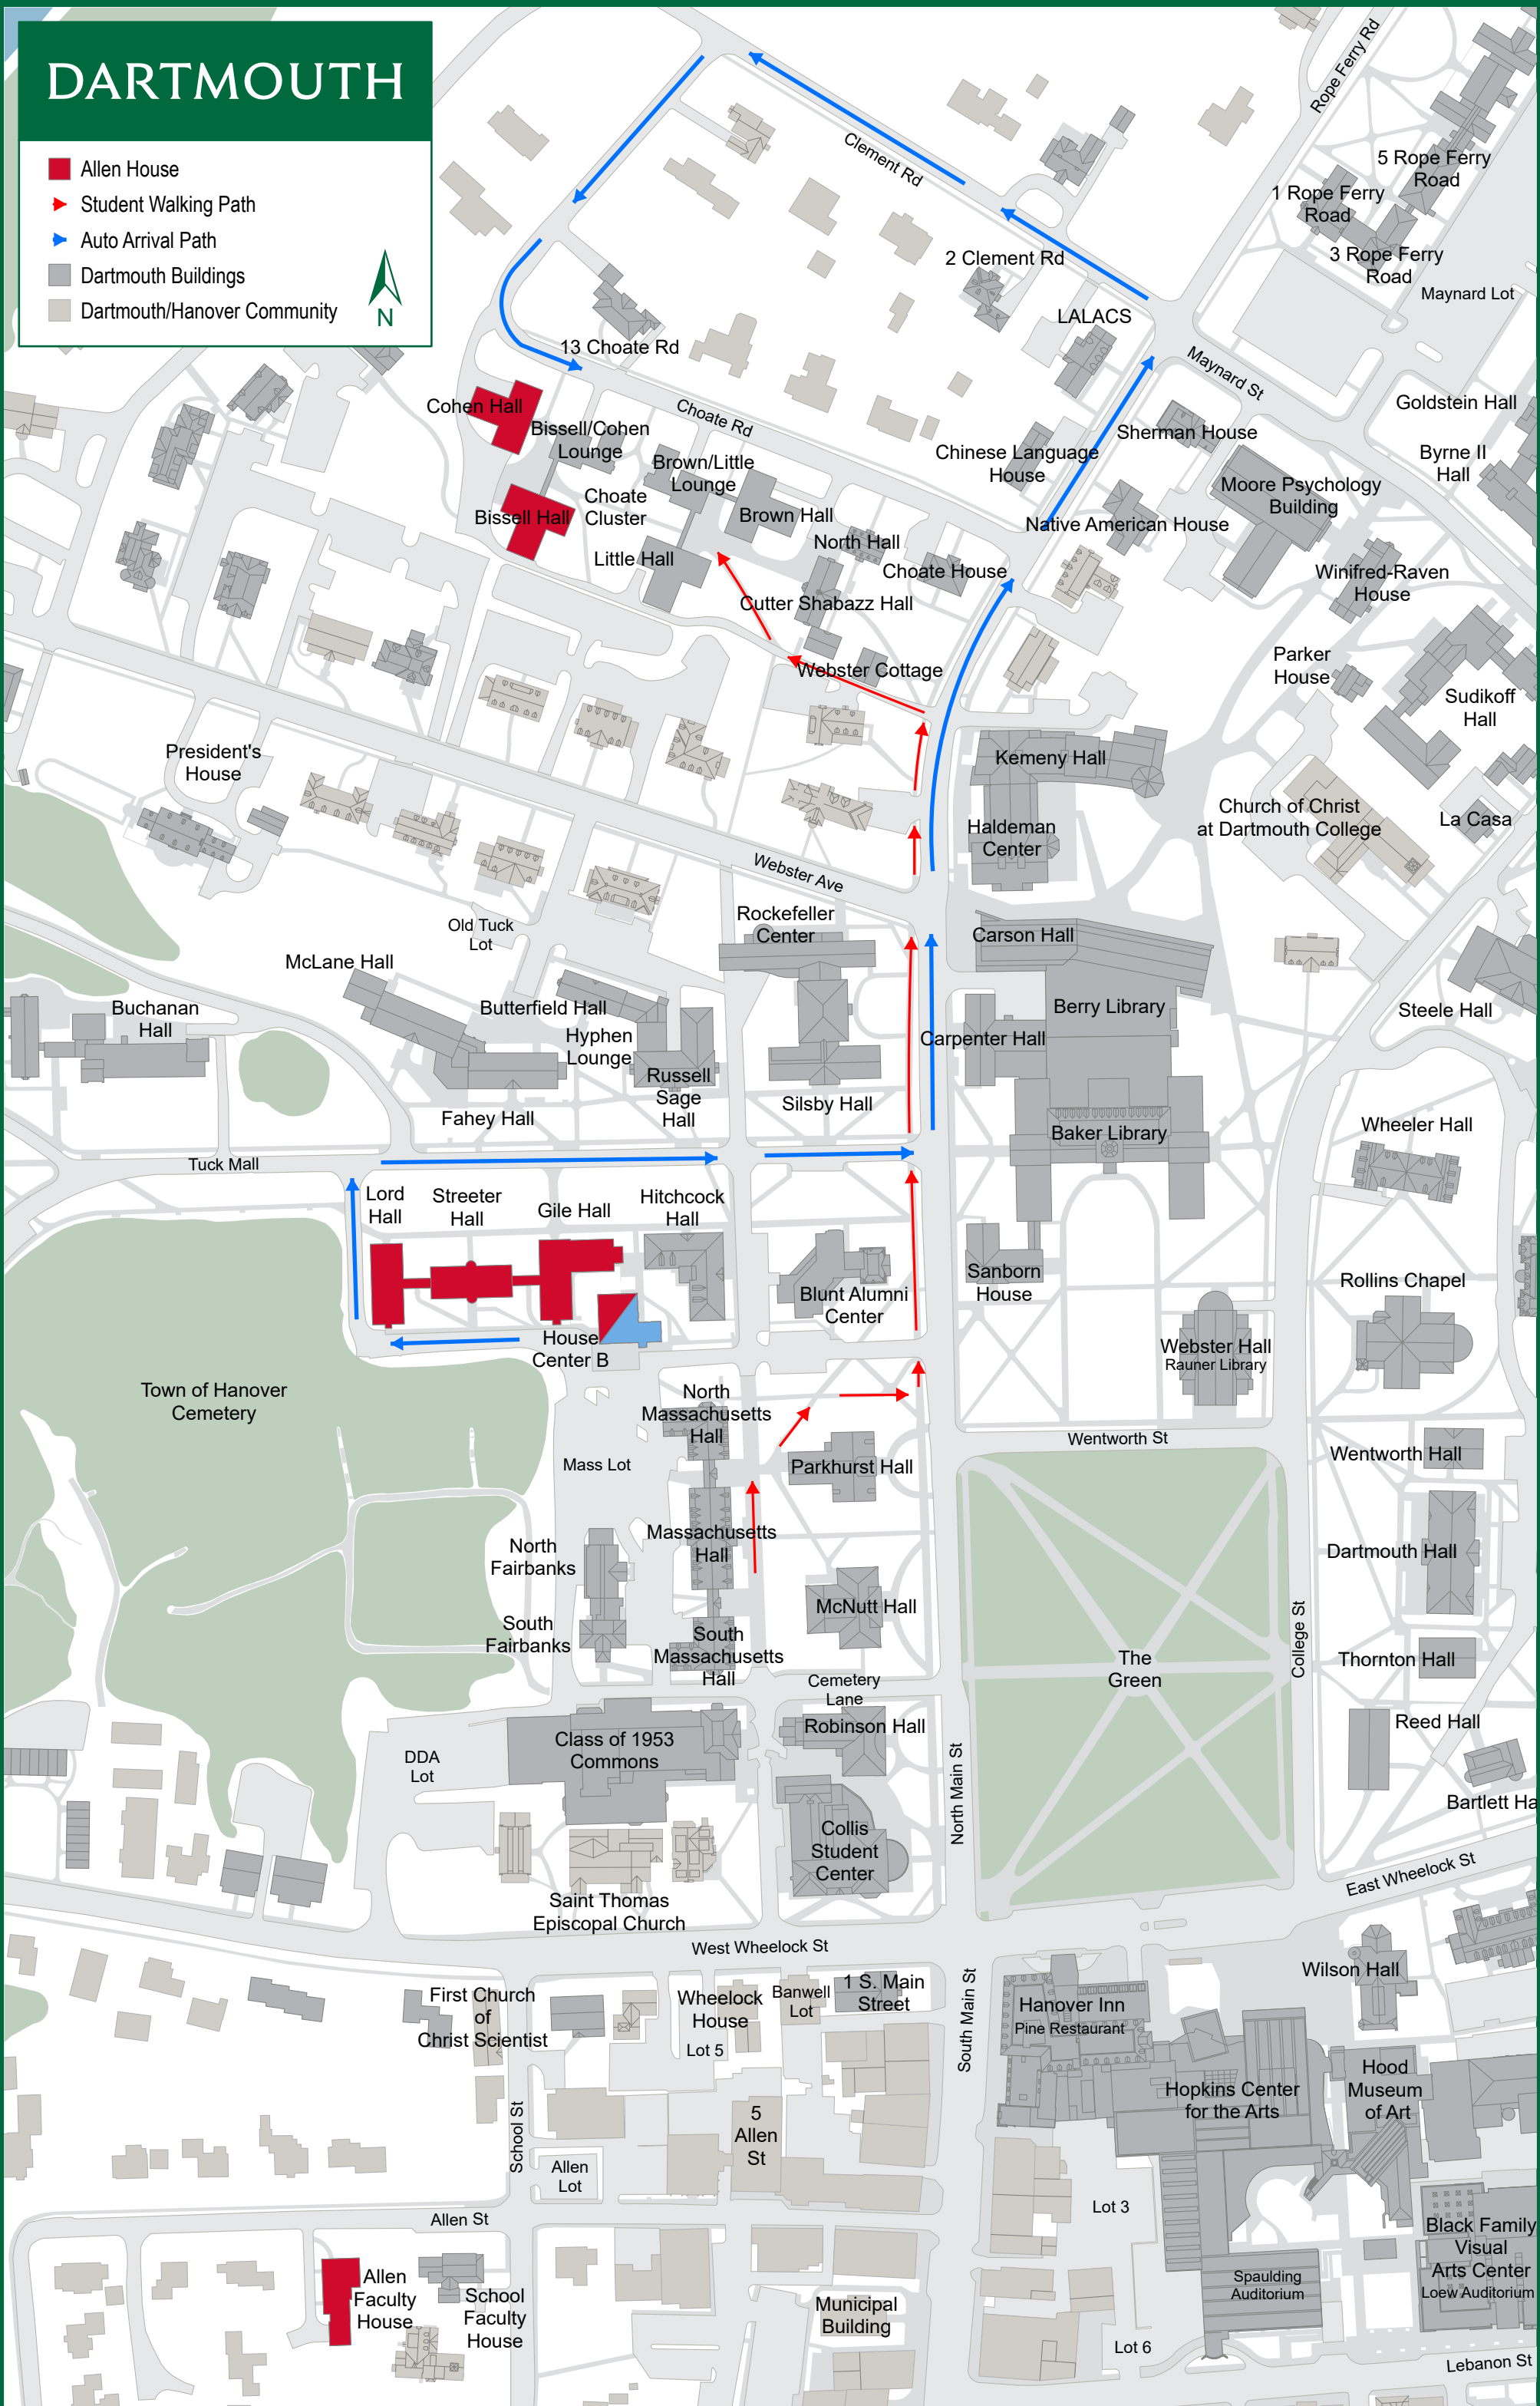 DARTMOUTH
Allen House
Student Walking Path
Auto Arrival Path
Dartmouth Buildings
Dartmouth/Hanover Community
N
Rope Ferry Rd
Clement Rd
5 Rope Ferry
Road
1 Rope Ferry
Road
3 Rope Ferry
Road
2 Clement Rd
Maynard Lot
LALACS
13 Choate Rd
Maynard St
Cohen Hall
Choate Rd
Goldstein Hall
Bissell/Cohen
Lounge
Sherman House
Chinese Language
House
Byrne II
Hall
Brown/Little
Lounge
Moore Psychology
Building
Choate
Cluster
Bissell Hall
Brown Hall
Native American House
North Hall
Little Hall
Choate House
Winifred-Raven
House
Cutter Shabazz Hall
Webster Cottage
Parker
House
Sudikoff
Hall
President's
House
Kemeny Hall
Church of Christ
at Dartmouth College
La Casa
Haldeman
Center
Webster Ave
Old Tuck
Lot
Rockefeller
Center
Carson Hall
McLane Hall
Buchanan
Hall
Butterfield Hall
Berry Library
Steele Hall
Hyphen
Lounge
Carpenter Hall
Russell
Sage
Hall
Fahey Hall
Silsby Hall
Wheeler Hall
Baker Library
Tuck Mall
Lord
Hall
Streeter
Hall
Gile Hall
Hitchcock
Hall
Sanborn
House
Rollins Chapel
Blunt Alumni
Center
House
Center B
Webster Hall
Rauner Library
Town of Hanover
Cemetery
North
Massachusetts
Hall
Wentworth St
Wentworth Hall
Mass Lot
Parkhurst Hall
Massachusetts
Hall
North
Fairbanks
Dartmouth Hall
McNutt Hall
South
Fairbanks
South
Massachusetts
Hall
College St
The
Green
Thornton Hall
Cemetery
Lane
Robinson Hall
Reed Hall
Class of 1953
Commons
DDA
Lot
North Main St
Bartlett Ha
Collis
Student
Center
East Wheelock St
Saint Thomas
Episcopal Church
West Wheelock St
Wilson Hall
First Church
of
Christ Scientist
Wheelock
House
Banwell
Lot
1 S. Main
Street
South Main St
Hanover Inn
Pine Restaurant
Lot 5
Hopkins Center
for the Arts
Hood
Museum
of Art
5
Allen
St
School St
Allen
Lot
Lot 3
Allen St
Black Family
Visual
Arts Center
Loew Auditorium
Allen
Faculty
House
School
Faculty
House
Spaulding
Auditorium
Municipal
Building
Lot 6
Lebanon St